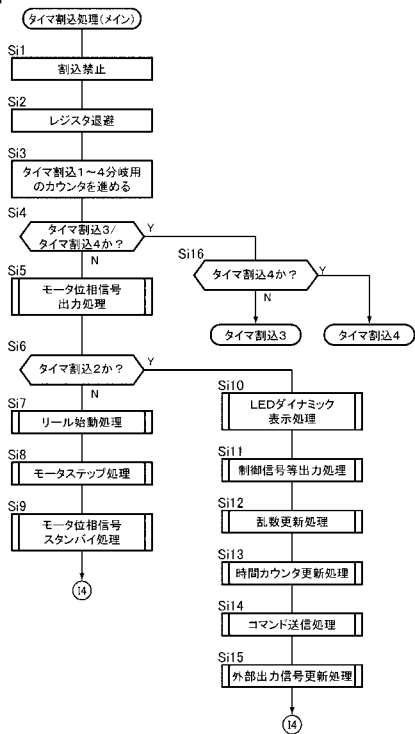 タイマ割込処理(メイン)
Si1
割込禁止
Si2
レジスタ退避
Si3
タイマ割込1～4分岐用
のカウンタを進める
Si4
タイマ割込3/
タイマ割込4か?
Y
N
Si16
タイマ割込4か?
Y
N
タイマ割込3
タイマ割込4
Si5
モータ位相信号
出力処理
Si6
タイマ割込2か?
Y
N
Si7
リール始動処理
Si8
モータステップ処理
Si9
モータ位相信号
スタンバイ処理
I4
Si10
LEDダイナミック
表示処理
Si11
制御信号等出力処理
Si12
乱数更新処理
Si13
時間カウンタ更新処理
Si14
コマンド送信処理
Si15
外部出力信号更新処理
I4